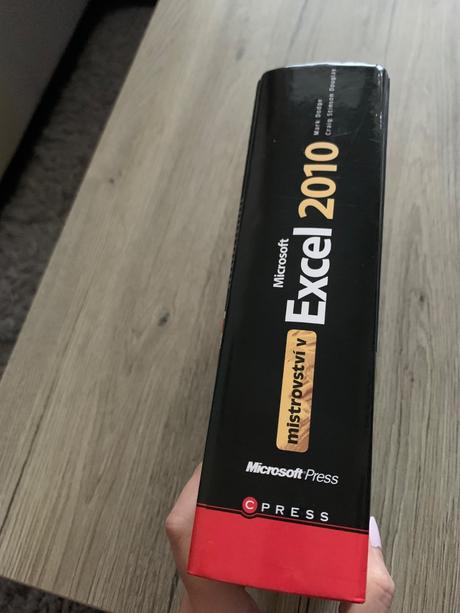 Mark Dodge
Craig Stinson Douglas
mistrovství v
Microsoft
Excel 2010
Microsoft Press
CPRESS